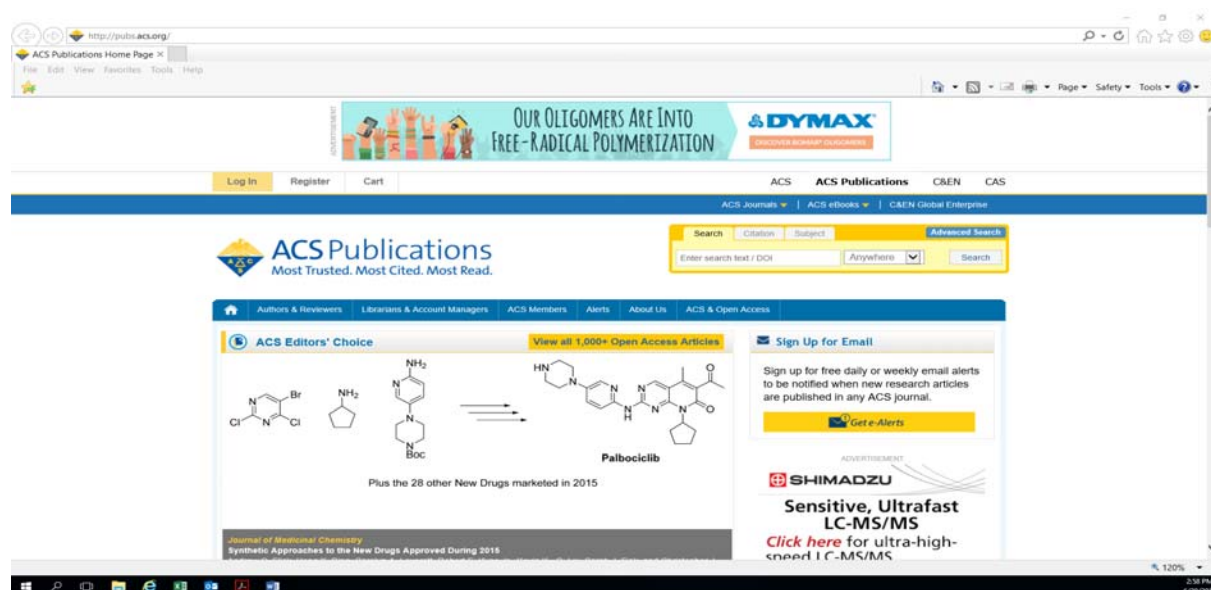 http://pubs.acs.org/
ACS Publications Home Page
File Edit View Favorites Tools Help
Page Safety Tools
ADVERTISEMENT
OUR OLIGOMERS ARE INTO
FREE-RADICAL POLYMERIZATION
DYMAX
DISCOVER BOMAR OLIGOMERS
Log In Register Cart ACS ACS Publications C&EN CAS
ACS Journals | ACS eBooks | C&EN Global Enterprise
ACS Publications
Most Trusted. Most Cited. Most Read.
Search Citation Subject Advanced Search
Enter search text / DOI Anywhere Search
Authors & Reviewers Librarians & Account Managers ACS Members Alerts About Us ACS & Open Access
ACS Editors' Choice View all 1,000+ Open Access Articles
N Br Cl N Cl
NH2
NH2 N N N Boc
HN N N N H N N N O O
Palbociclib
Plus the 28 other New Drugs marketed in 2015
Journal of Medicinal Chemistry
Synthetic Approaches to the New Drugs Approved During 2015
Sign Up for Email
Sign up for free daily or weekly email alerts
to be notified when new research articles
are published in any ACS journal.
Get e-Alerts
ADVERTISEMENT
SHIMADZU
Sensitive, Ultrafast
LC-MS/MS
Click here for ultra-high-
speed LC-MS/MS
120%
2:58 PM